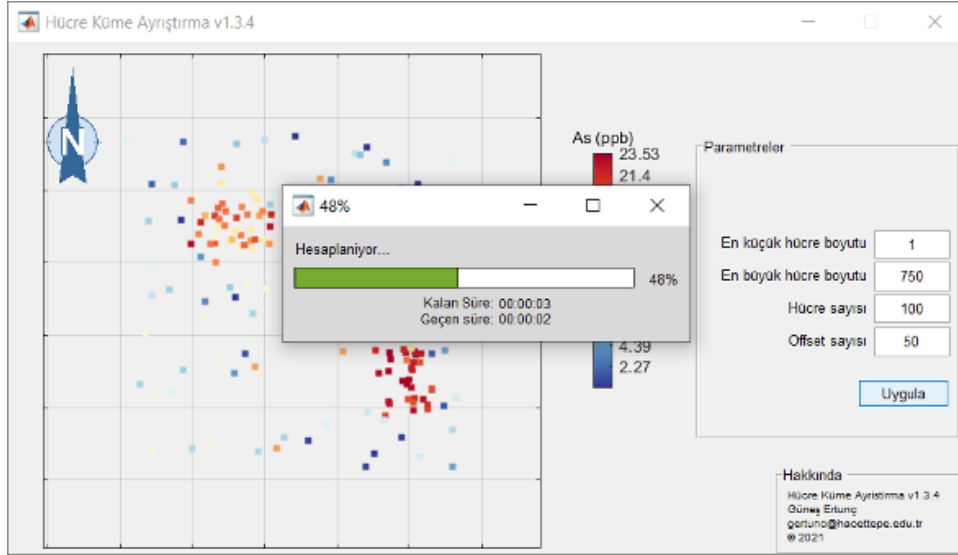 Hücre Küme Ayrıştırma v1.3.4
N
As (ppb)
23.53
21.4
4.39
2.27
48%
Hesaplaniyor...
48%
Kalan Süre: 00:00:03
Geçen süre: 00:00:02
Parametreler
En küçük hücre boyutu 1
En büyük hücre boyutu 750
Hücre sayısı 100
Offset sayısı 50
Uygula
Hakkında
Hücre Küme Ayrıştırma v1.3.4
Güneş Ertunç
gertunc@hacettepe.edu.tr
© 2021